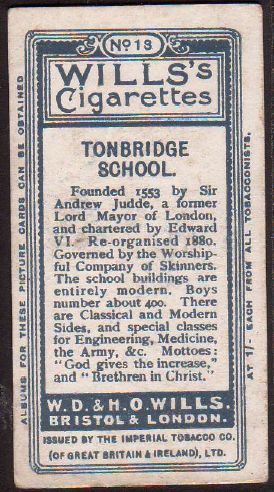 No 13
WILLS's
Cigarettes
TONBRIDGE
SCHOOL.
Founded 1553 by Sir
Andrew Judde, a former
Lord Mayor of London,
and chartered by Edward
VI. Re-organised 1880.
Governed by the Worship-
ful Company of Skinners.
The school buildings are
entirely modern. Boys
number about 400. There
are Classical and Modern
Sides, and special classes
for Engineering, Medicine,
the Army, &c. Mottoes:
"God gives the increase,"
and "Brethren in Christ."
W.D. & H.O. WILLS.
BRISTOL & LONDON.
ISSUED BY THE IMPERIAL TOBACCO CO.
(OF GREAT BRITAIN & IRELAND), LTD.
ALBUMS FOR THESE PICTURE CARDS CAN BE OBTAINED
AT 1/- EACH FROM ALL TOBACCONISTS.